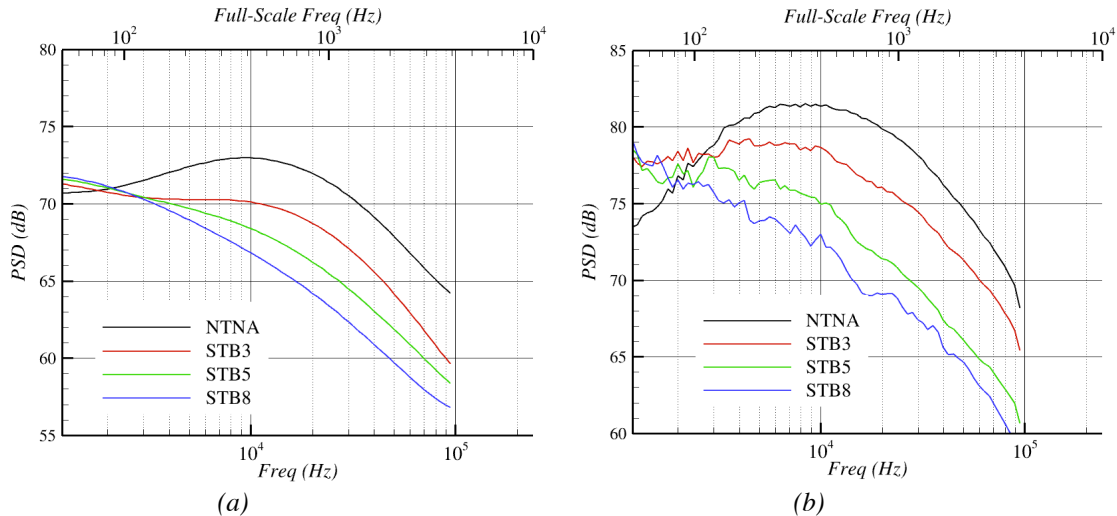 Full-Scale Freq (Hz)
10² 10³ 10⁴
80
75
70
65
60
55
PSD (dB)
NTNA
STB3
STB5
STB8
10⁴ 10⁵
Freq (Hz)
(a)
Full-Scale Freq (Hz)
10² 10³ 10⁴
85
80
75
70
65
60
PSD (dB)
NTNA
STB3
STB5
STB8
10⁴ 10⁵
Freq (Hz)
(b)